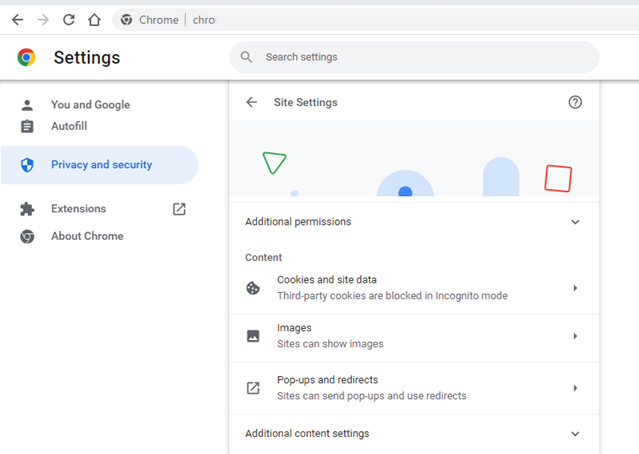 Chrome chro
Settings
Search settings
You and Google
Autofill
Privacy and security
Extensions
About Chrome
Site Settings
Additional permissions
Content
Cookies and site data
Third-party cookies are blocked in Incognito mode
Images
Sites can show images
Pop-ups and redirects
Sites can send pop-ups and use redirects
Additional content settings